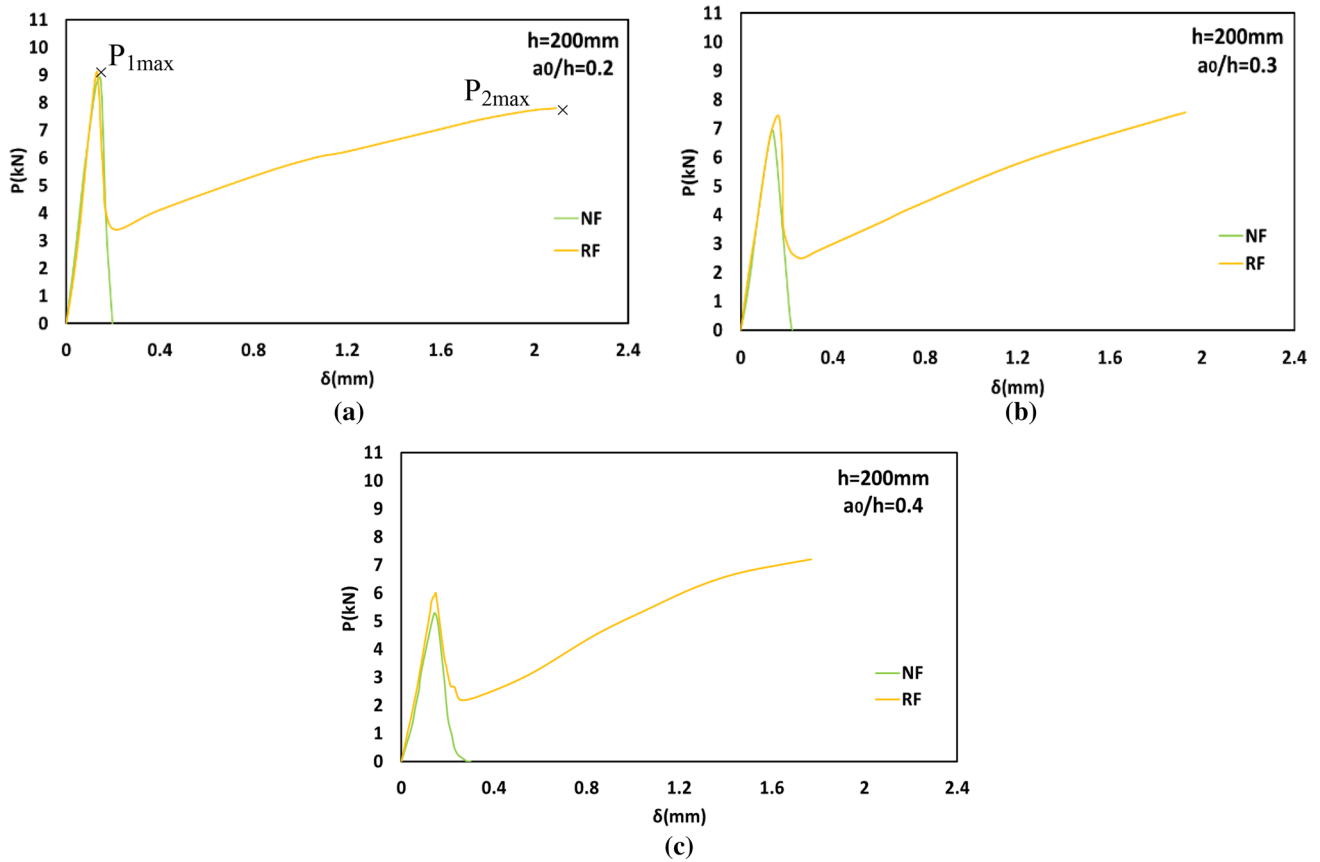 11
10
9
8
7
6
5
4
3
2
1
0
P(kN)
P1max
P2max
h=200mm
a0/h=0.2
NF
RF
0 0.4 0.8 1.2 1.6 2 2.4
δ(mm)
(a)
11
10
9
8
7
6
5
4
3
2
1
0
P(kN)
h=200mm
a0/h=0.3
NF
RF
0 0.4 0.8 1.2 1.6 2 2.4
δ(mm)
(b)
11
10
9
8
7
6
5
4
3
2
1
0
P(kN)
h=200mm
a0/h=0.4
NF
RF
0 0.4 0.8 1.2 1.6 2 2.4
δ(mm)
(c)